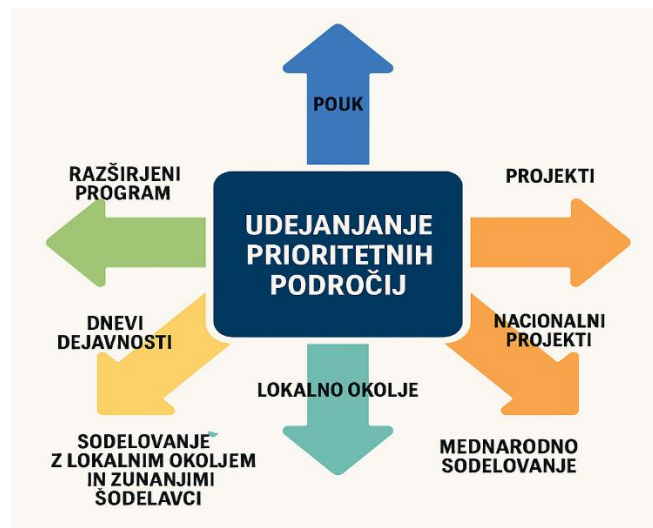 POUK
RAZŠIRJENI
PROGRAM
PROJEKTI
UDEJANJANJE
PRIORITETNIH
PODROČIJ
DNEVI
DEJAVNOSTI
NACIONALNI
PROJEKTI
LOKALNO OKOLJE
SODELOVANJE
Z LOKALNIM OKOLJEM
IN ZUNANJIMI
ŠODELAVCI
MEDNARODNO
SODELOVANJE